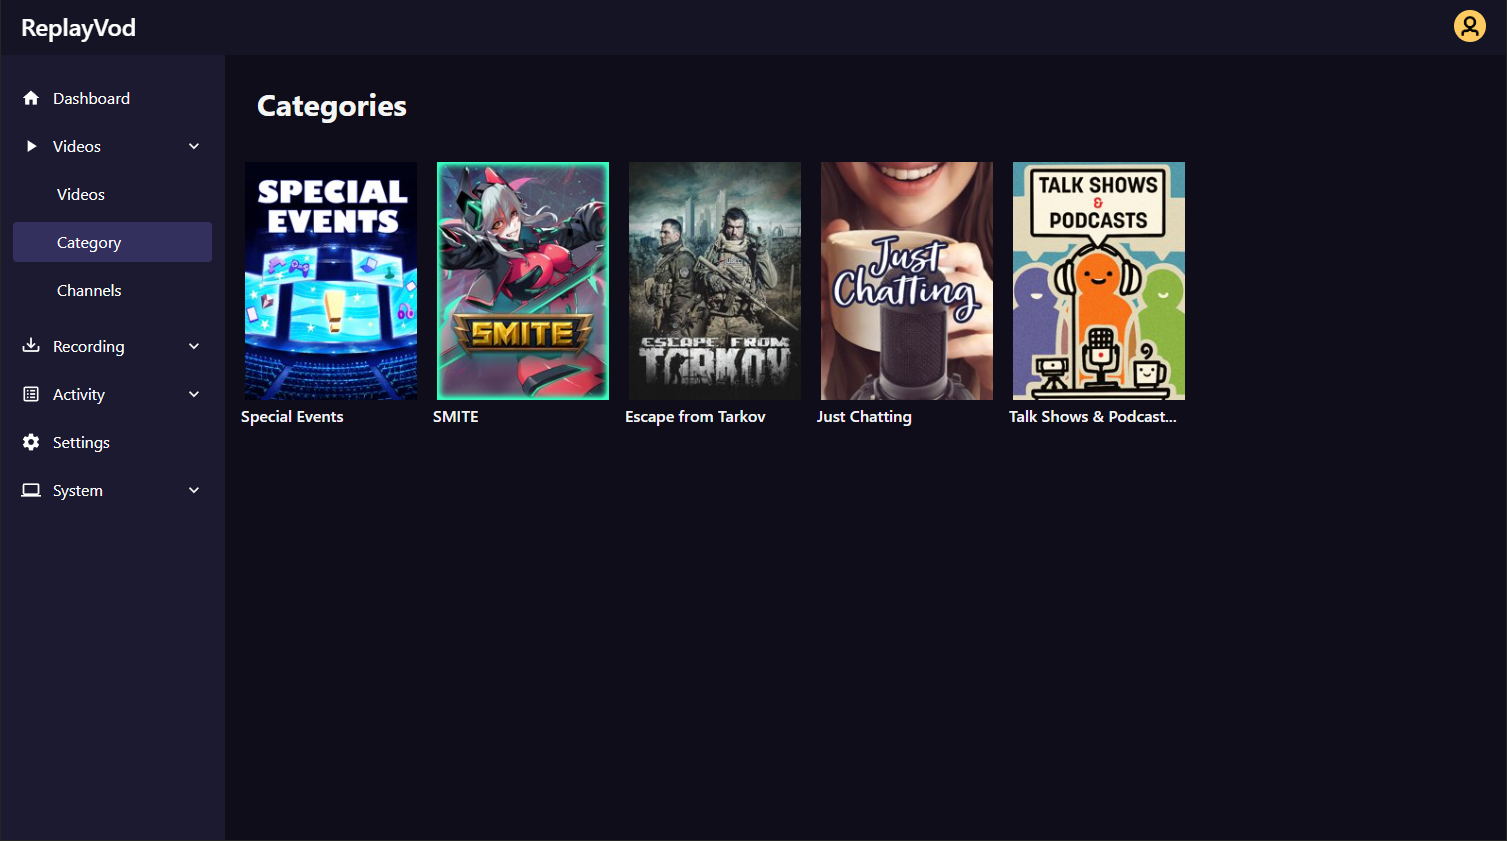 ReplayVod
Dashboard
Videos
Videos
Category
Channels
Recording
Activity
Settings
System
Categories
SPECIAL
EVENTS
Special Events
SMITE
SMITE
ESCAPE FROM
TARKOV
Escape from Tarkov
Just
Chatting
Just Chatting
TALK SHOWS
&
PODCASTS
Talk Shows & Podcast...